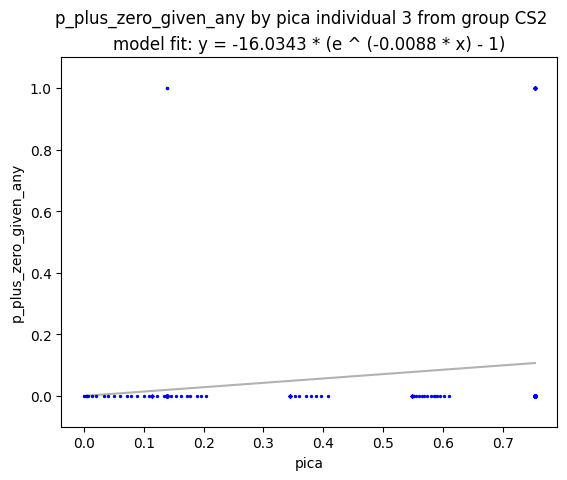 p_plus_zero_given_any by pica individual 3 from group CS2
model fit: y = -16.0343 * (e ^ (-0.0088 * x) - 1)
p_plus_zero_given_any
1.0
0.8
0.6
0.4
0.2
0.0
0.0 0.1 0.2 0.3 0.4 0.5 0.6 0.7
pica